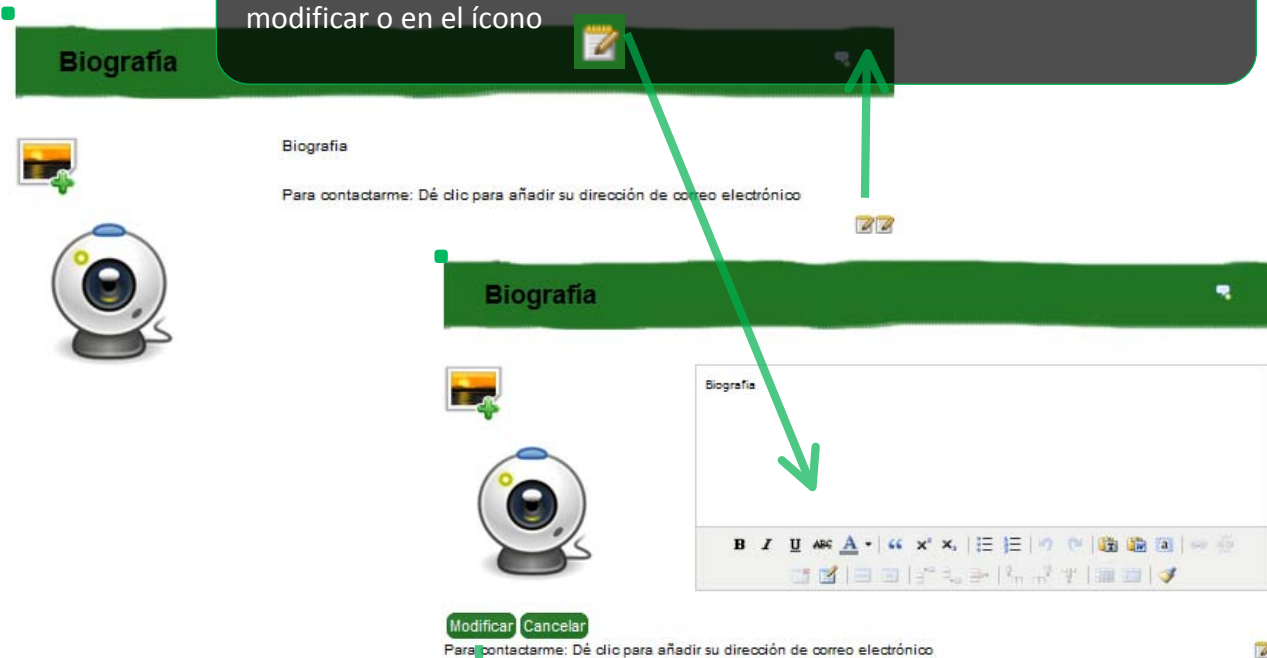 modificar o en el ícono
Biografía
Biografia
Para contactarme: Dé clic para añadir su dirección de correo electrónico
Biografía
Biografia
B I U ABC A
Modificar Cancelar
Para contactarme: Dé clic para añadir su dirección de correo electrónico